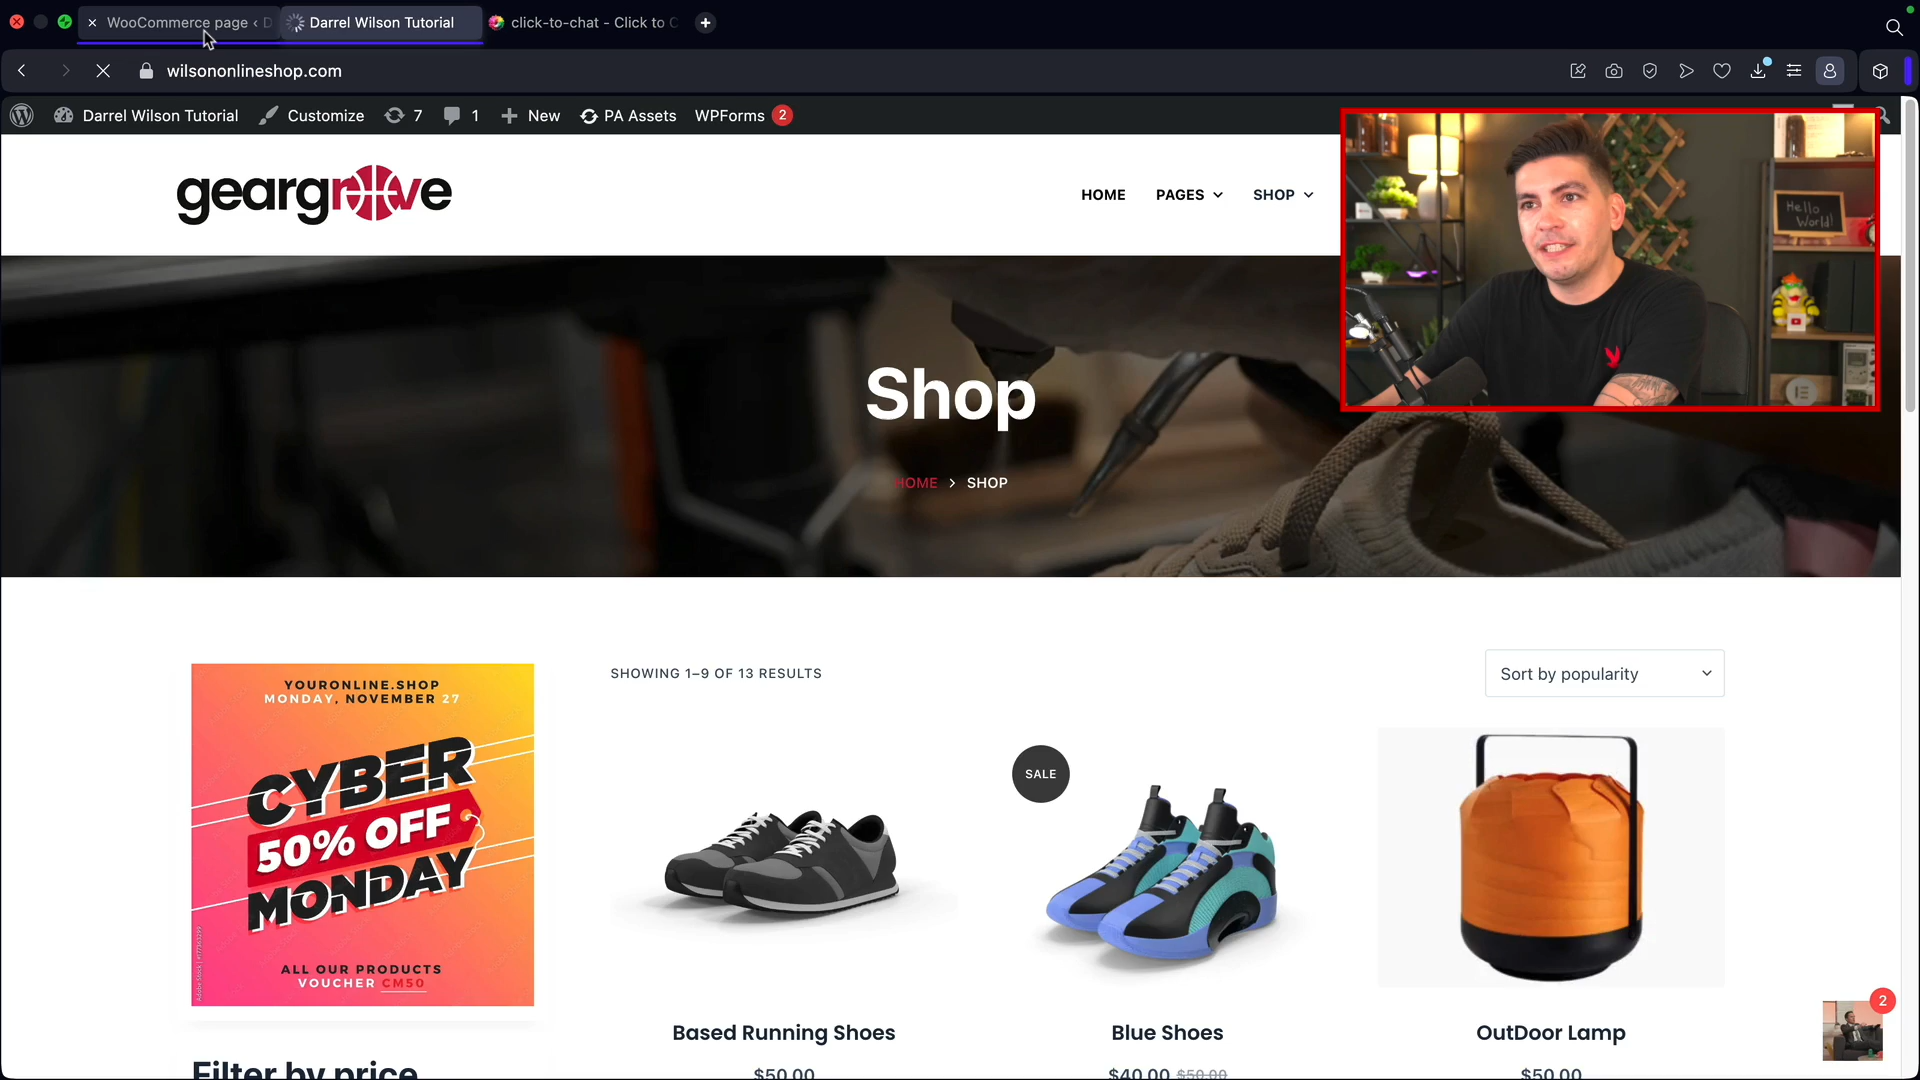 WooCommerce page ‹ D
Darrel Wilson Tutorial
click-to-chat - Click to C
wilsononlineshop.com
Darrel Wilson Tutorial
Customize
7
1
New
PA Assets
WPForms 2
geargroove
HOME
PAGES
SHOP
Hello
World!
Shop
HOME > SHOP
YOURONLINE.SHOP
MONDAY, NOVEMBER 27
CYBER
50% OFF
MONDAY
ALL OUR PRODUCTS
VOUCHER CM50
SHOWING 1–9 OF 13 RESULTS
Sort by popularity
SALE
Based Running Shoes
$50.00
Blue Shoes
$40.00 $50.00
OutDoor Lamp
$50.00
Filter by price
2